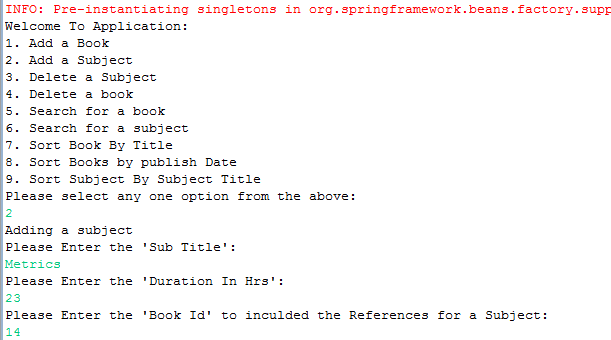 INFO: Pre-instantiating singletons in org.springframework.beans.factory.supp
Welcome To Application:
1. Add a Book
2. Add a Subject
3. Delete a Subject
4. Delete a book
5. Search for a book
6. Search for a subject
7. Sort Book By Title
8. Sort Books by publish Date
9. Sort Subject By Subject Title
Please select any one option from the above:
2
Adding a subject
Please Enter the 'Sub Title':
Metrics
Please Enter the 'Duration In Hrs':
23
Please Enter the 'Book Id' to inculded the References for a Subject:
14